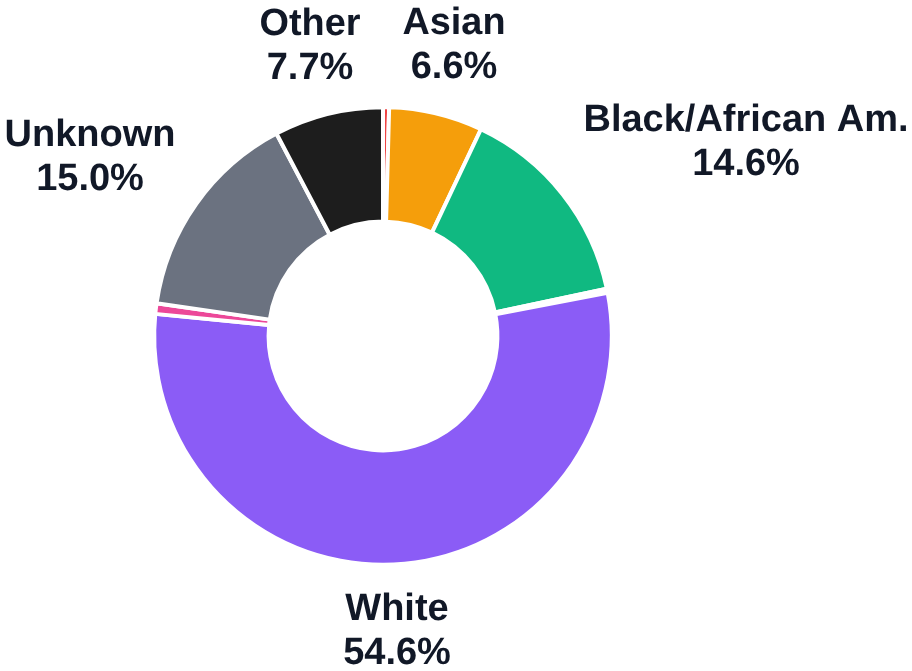 Other
7.7%
Asian
6.6%
Black/African Am.
14.6%
Unknown
15.0%
White
54.6%